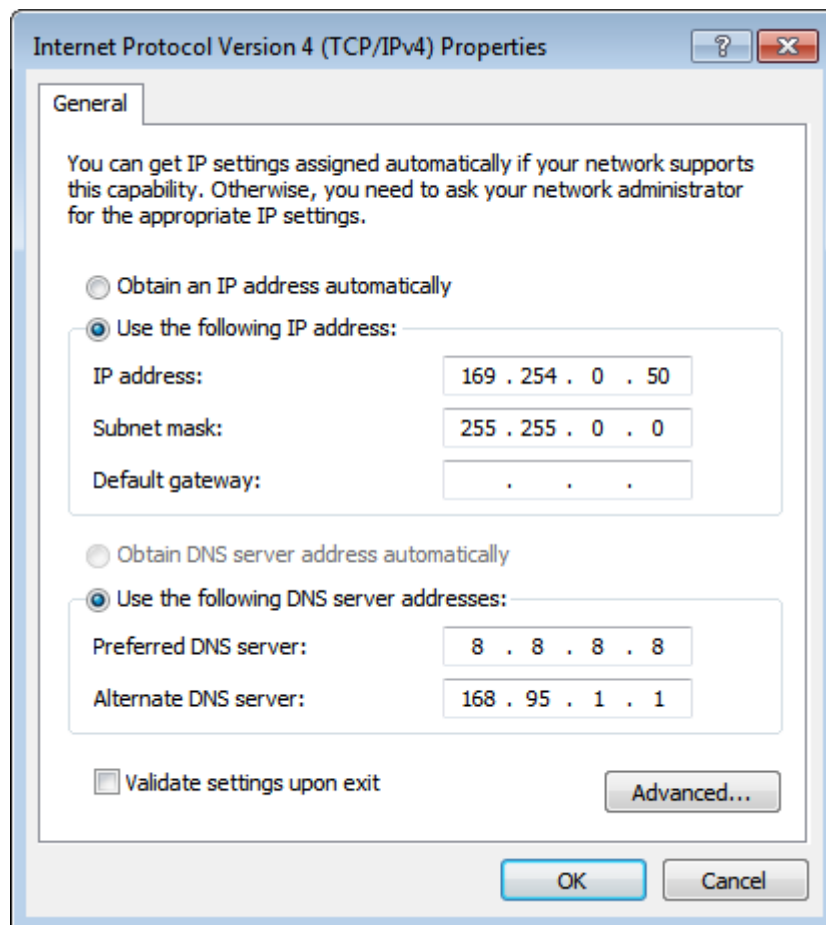 Internet Protocol Version 4 (TCP/IPv4) Properties
General
You can get IP settings assigned automatically if your network supports
this capability. Otherwise, you need to ask your network administrator
for the appropriate IP settings.
Obtain an IP address automatically
Use the following IP address:
IP address: 169 . 254 . 0 . 50
Subnet mask: 255 . 255 . 0 . 0
Default gateway: . . .
Obtain DNS server address automatically
Use the following DNS server addresses:
Preferred DNS server: 8 . 8 . 8 . 8
Alternate DNS server: 168 . 95 . 1 . 1
Validate settings upon exit
Advanced...
OK Cancel